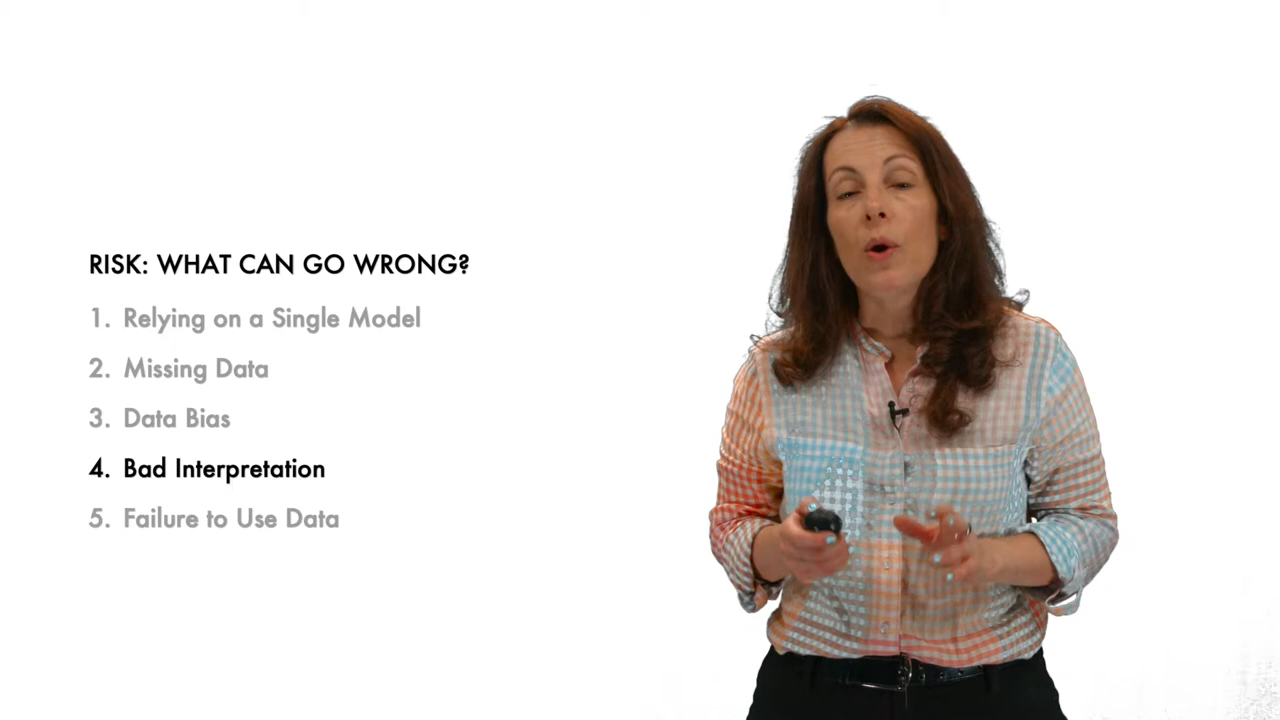 RISK: WHAT CAN GO WRONG?
1. Relying on a Single Model
2. Missing Data
3. Data Bias
4. Bad Interpretation
5. Failure to Use Data